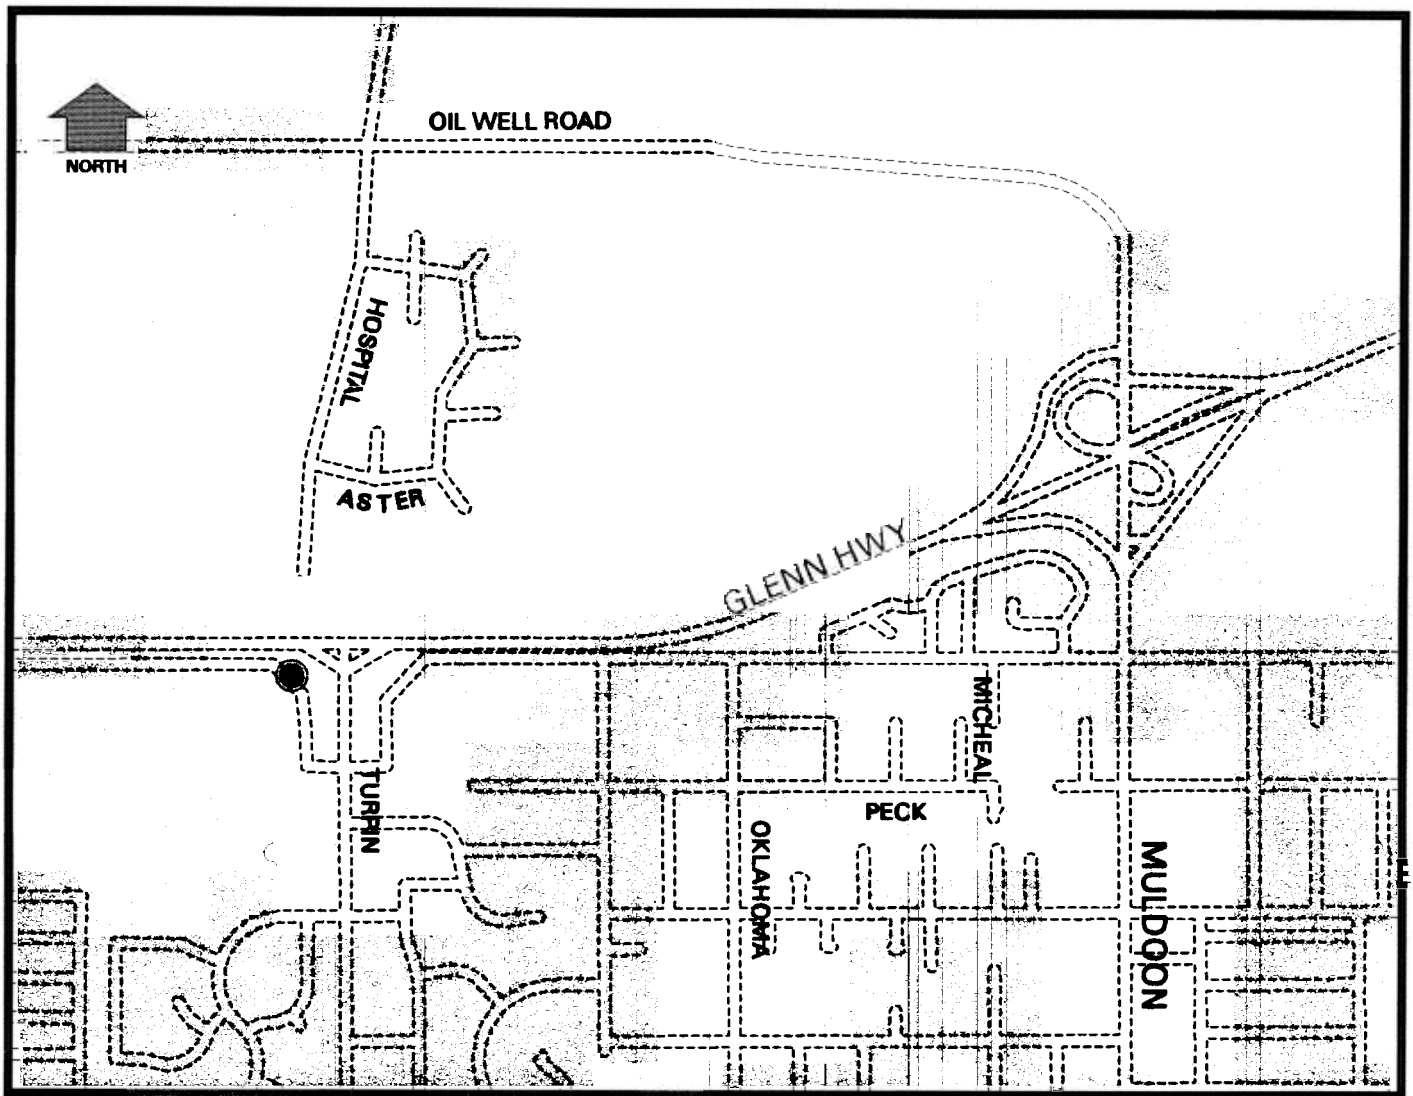 OIL WELL ROAD
NORTH
HOSPITAL
ASTER
GLENN HWY
MICHEAL
TURPIN
PECK
OKLAHOMA
MULDOON